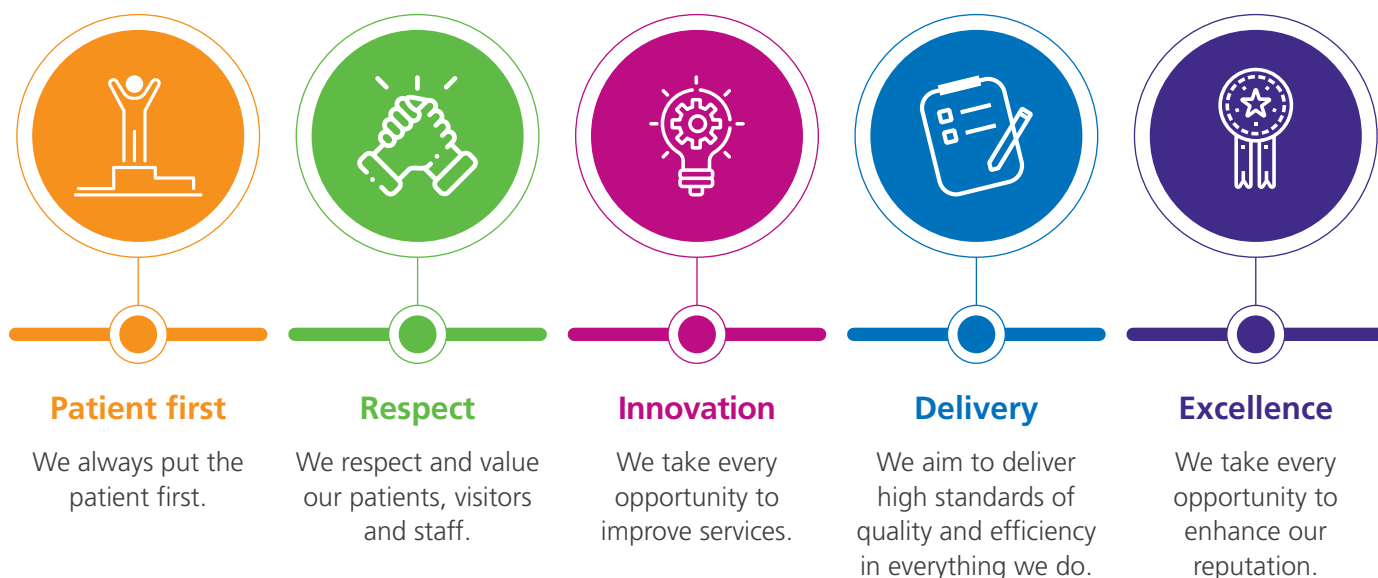 Patient first
We always put the
patient first.
Respect
We respect and value
our patients, visitors
and staff.
Innovation
We take every
opportunity to
improve services.
Delivery
We aim to deliver
high standards of
quality and efficiency
in everything we do.
Excellence
We take every
opportunity to
enhance our
reputation.